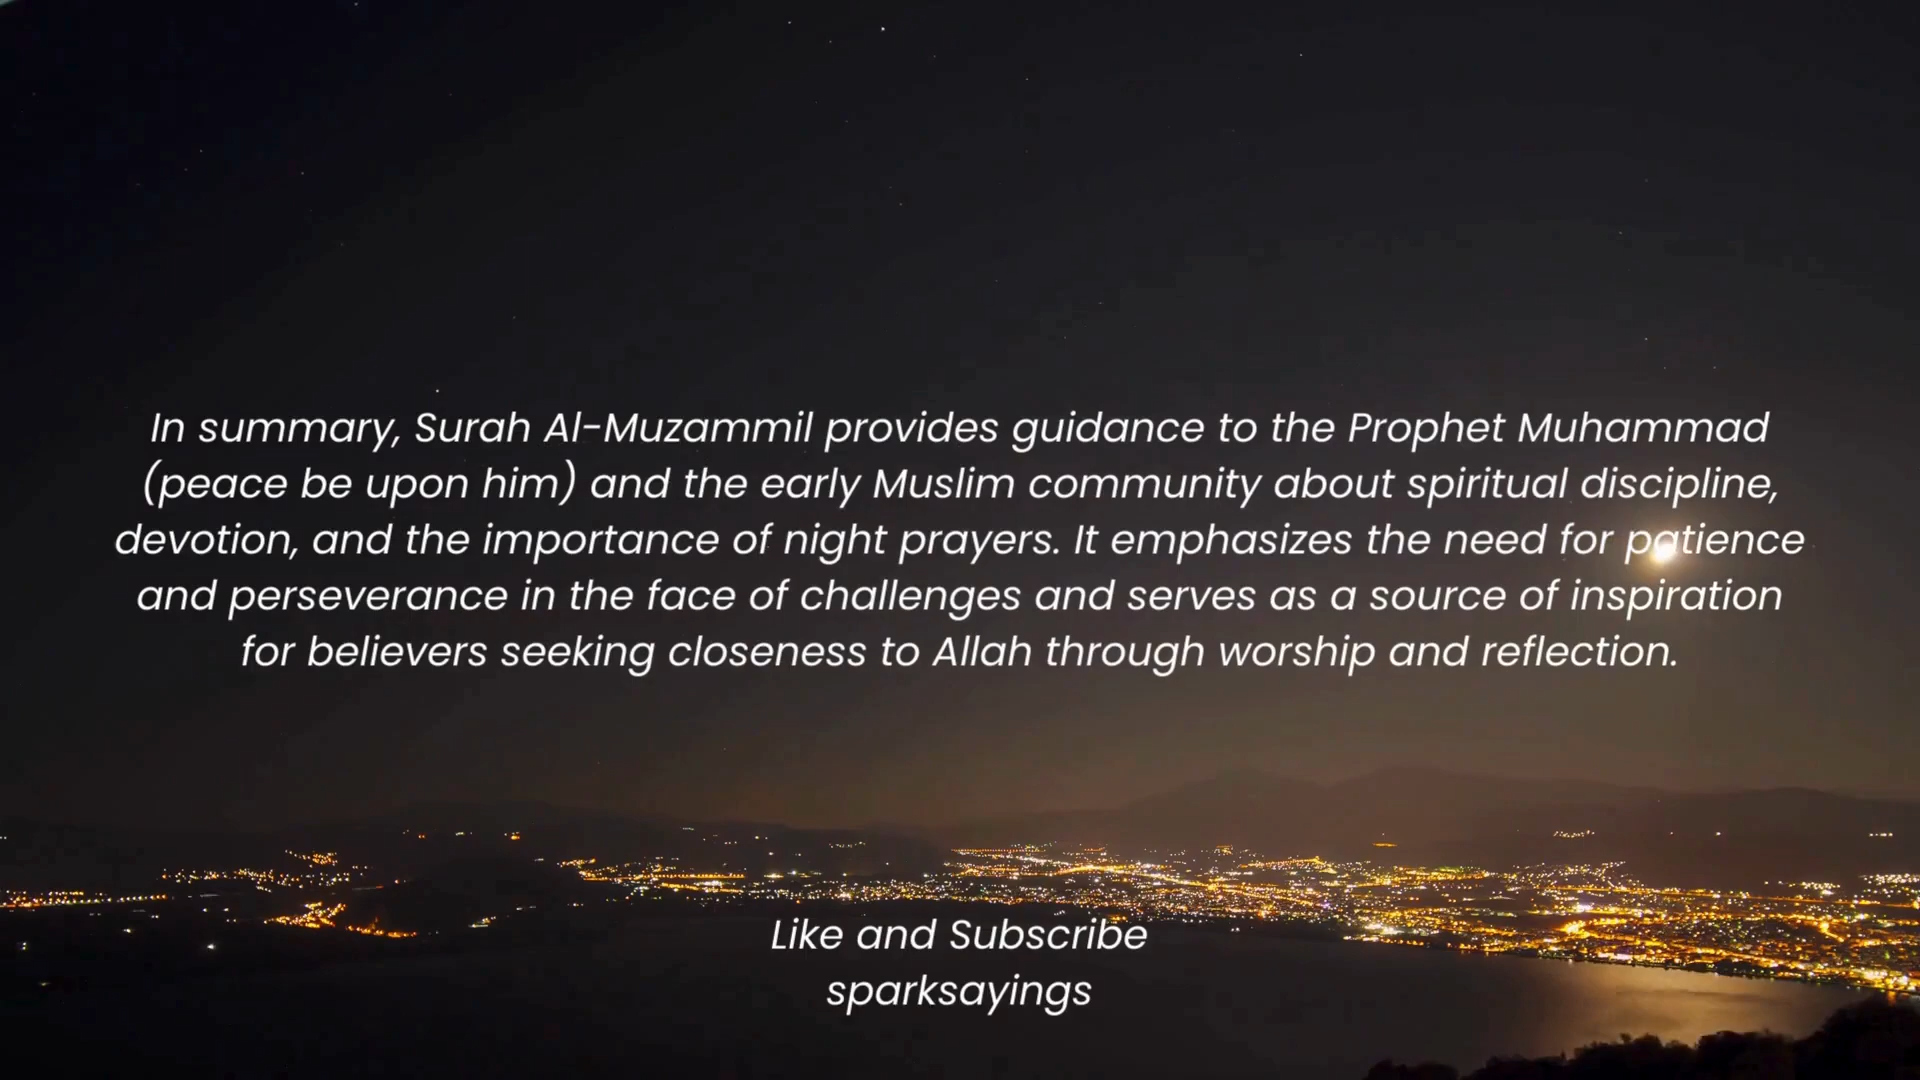 In summary, Surah Al-Muzammil provides guidance to the Prophet Muhammad
(peace be upon him) and the early Muslim community about spiritual discipline,
devotion, and the importance of night prayers. It emphasizes the need for patience
and perseverance in the face of challenges and serves as a source of inspiration
for believers seeking closeness to Allah through worship and reflection.
Like and Subscribe
sparksayings